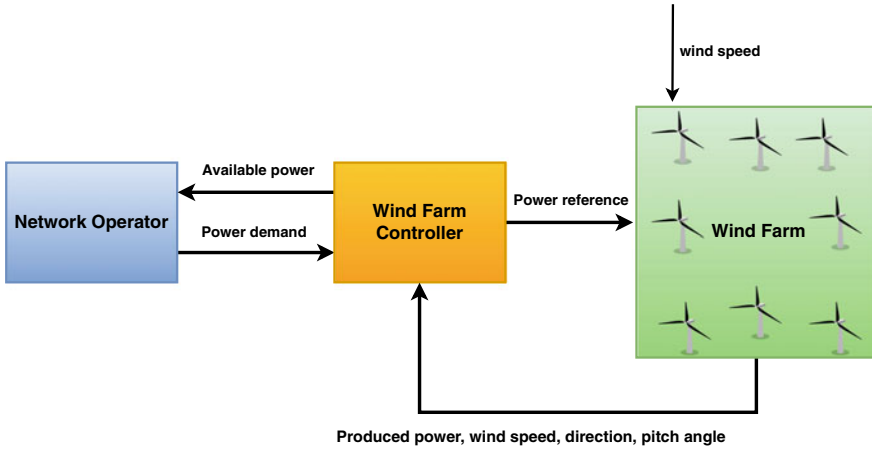 wind speed
Available power
Network Operator
Power demand
Wind Farm
Controller
Power reference
Wind Farm
Produced power, wind speed, direction, pitch angle